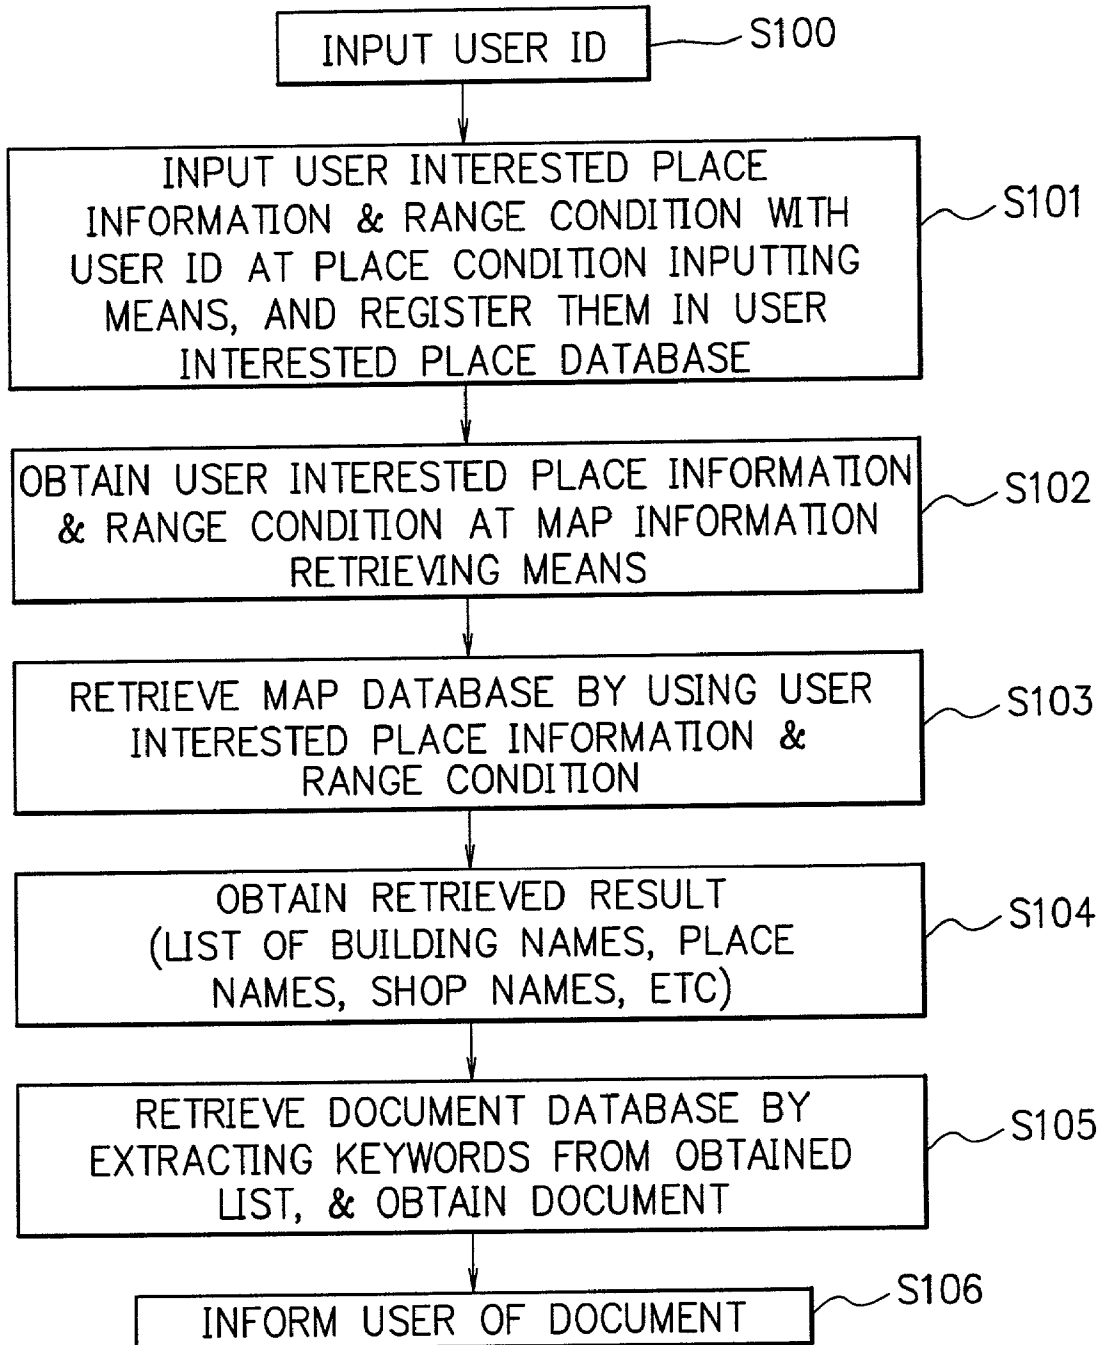 INPUT USER ID
S100
INPUT USER INTERESTED PLACE
INFORMATION & RANGE CONDITION WITH
USER ID AT PLACE CONDITION INPUTTING
MEANS, AND REGISTER THEM IN USER
INTERESTED PLACE DATABASE
S101
OBTAIN USER INTERESTED PLACE INFORMATION
& RANGE CONDITION AT MAP INFORMATION
RETRIEVING MEANS
S102
RETRIEVE MAP DATABASE BY USING USER
INTERESTED PLACE INFORMATION &
RANGE CONDITION
S103
OBTAIN RETRIEVED RESULT
(LIST OF BUILDING NAMES, PLACE
NAMES, SHOP NAMES, ETC)
S104
RETRIEVE DOCUMENT DATABASE BY
EXTRACTING KEYWORDS FROM OBTAINED
LIST, & OBTAIN DOCUMENT
S105
INFORM USER OF DOCUMENT
S106